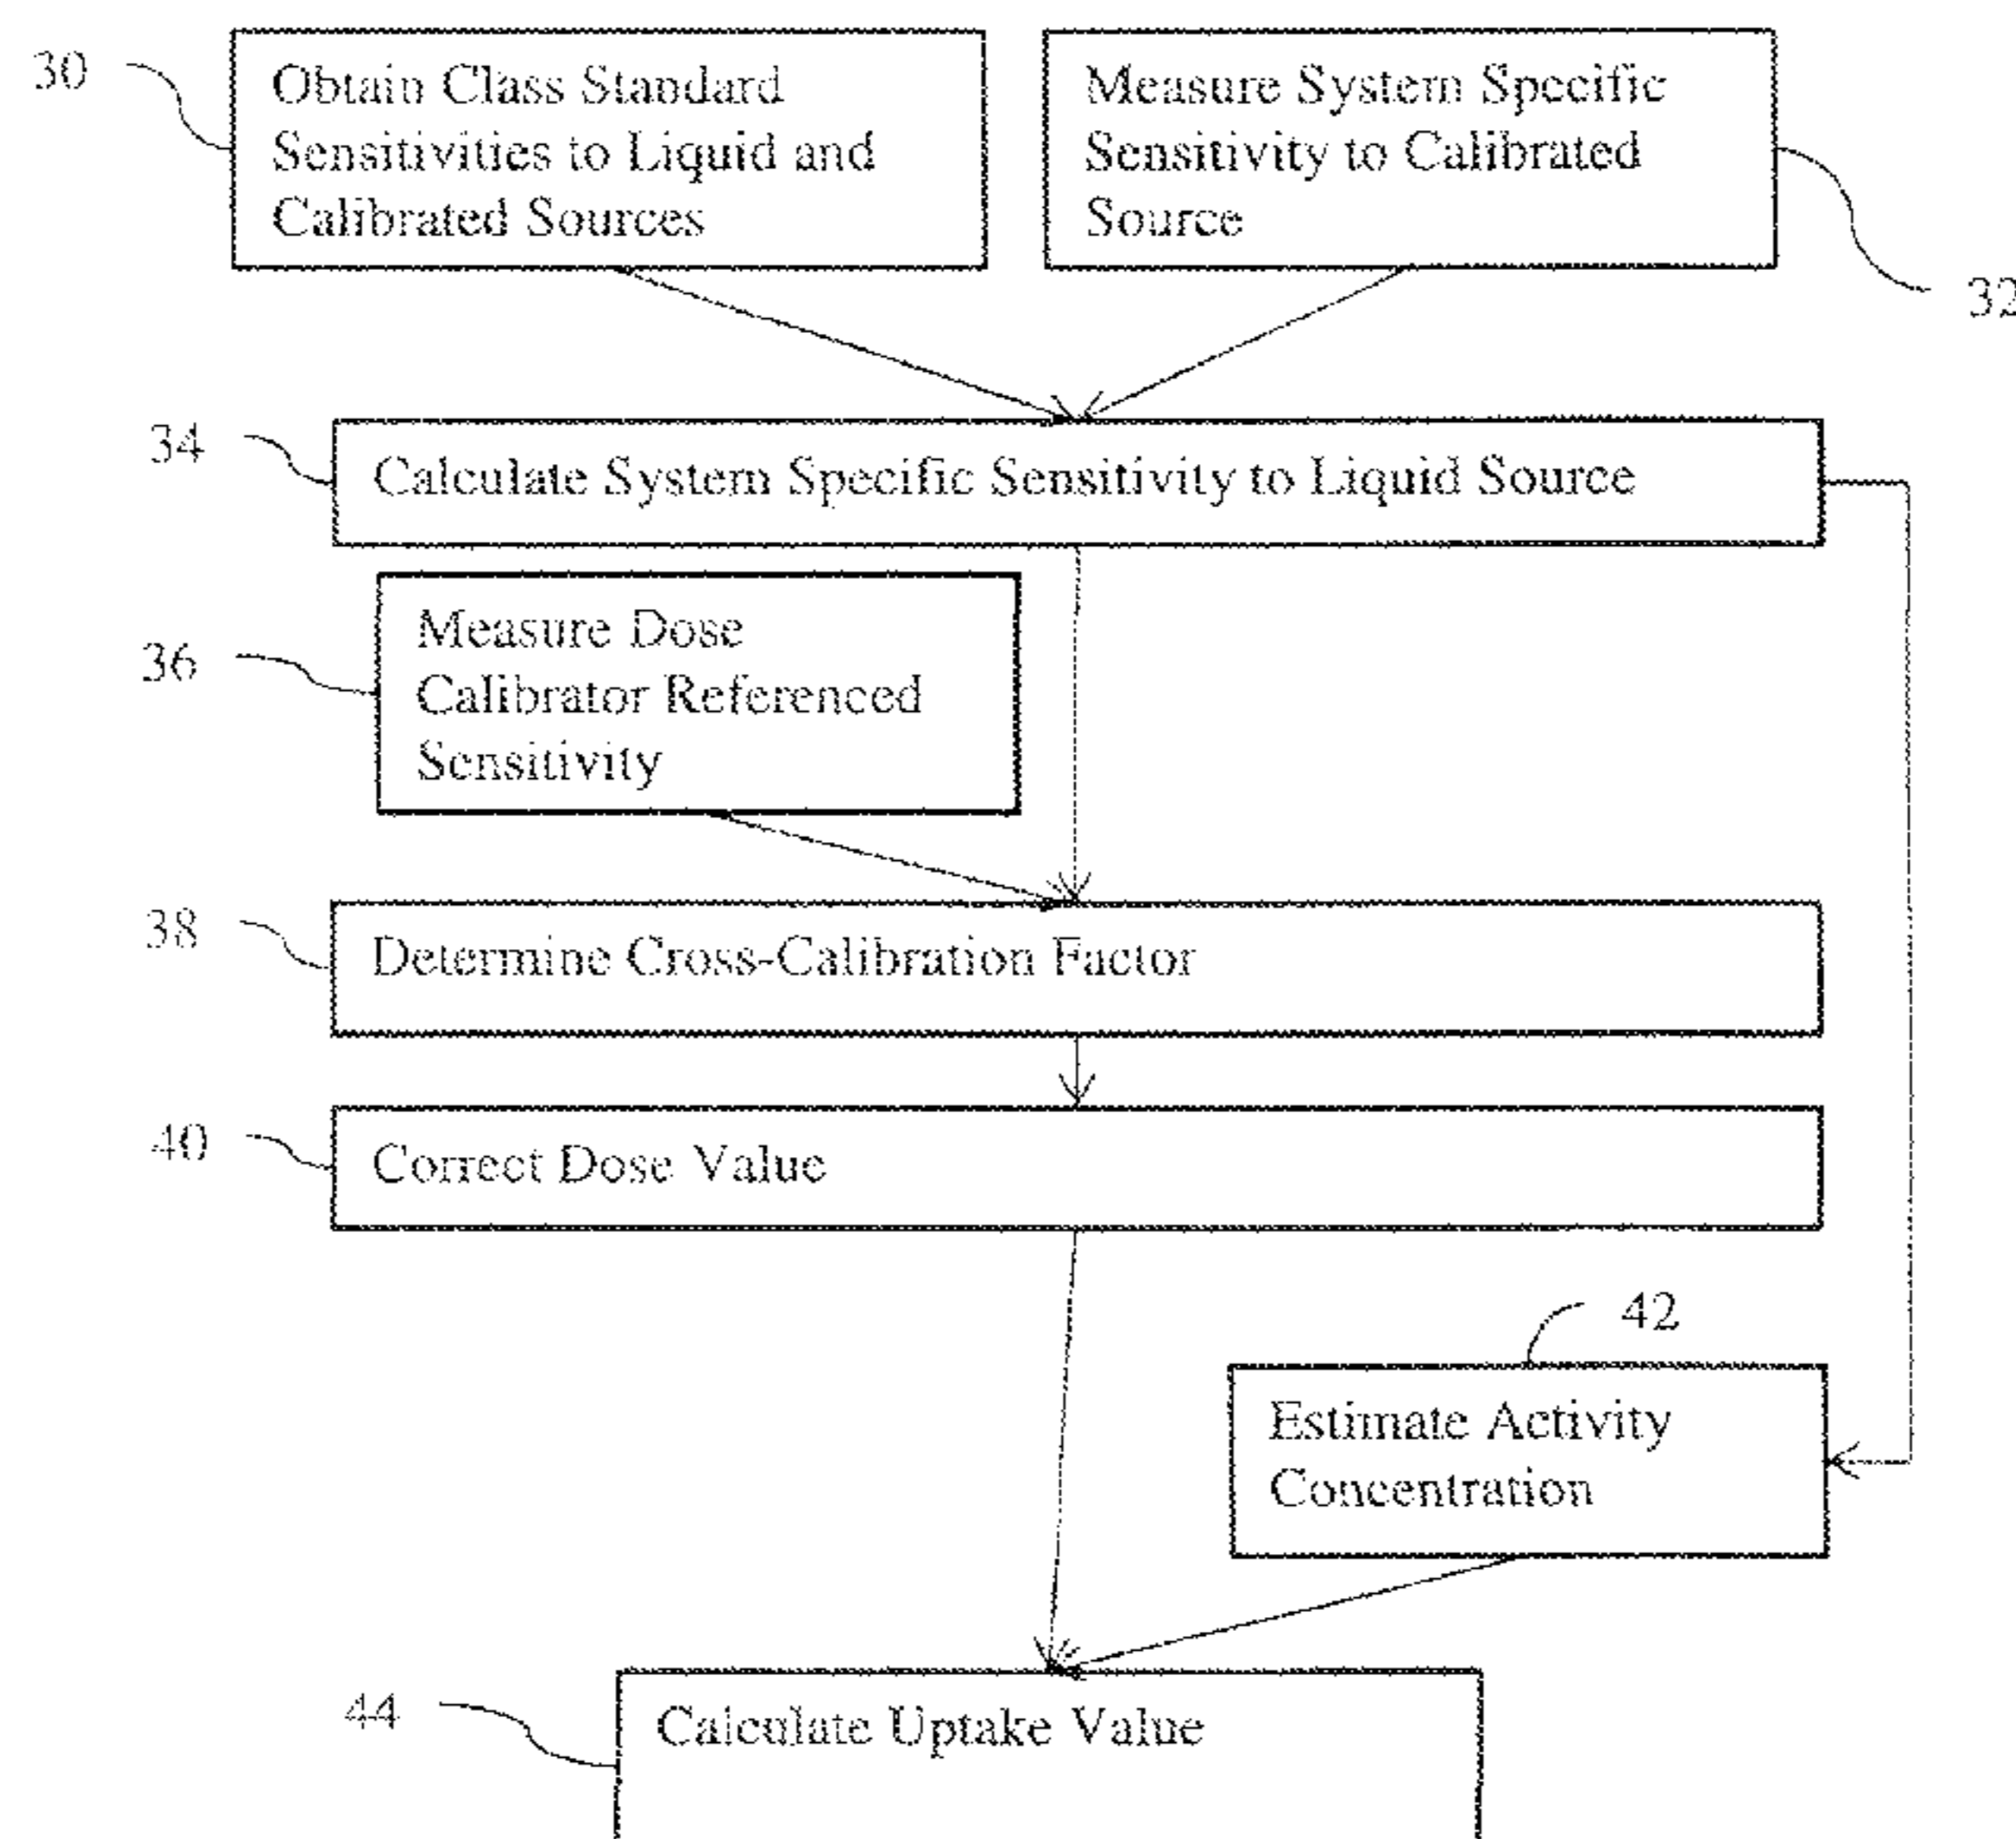 30
Obtain Class Standard
Sensitivities to Liquid and
Calibrated Sources
Measure System Specific
Sensitivity to Calibrated
Source
32
34
Calculate System Specific Sensitivity to Liquid Source
36
Measure Dose
Calibrator Referenced
Sensitivity
38
Determine Cross-Calibration Factor
40
Correct Dose Value
42
Estimate Activity
Concentration
44
Calculate Uptake Value